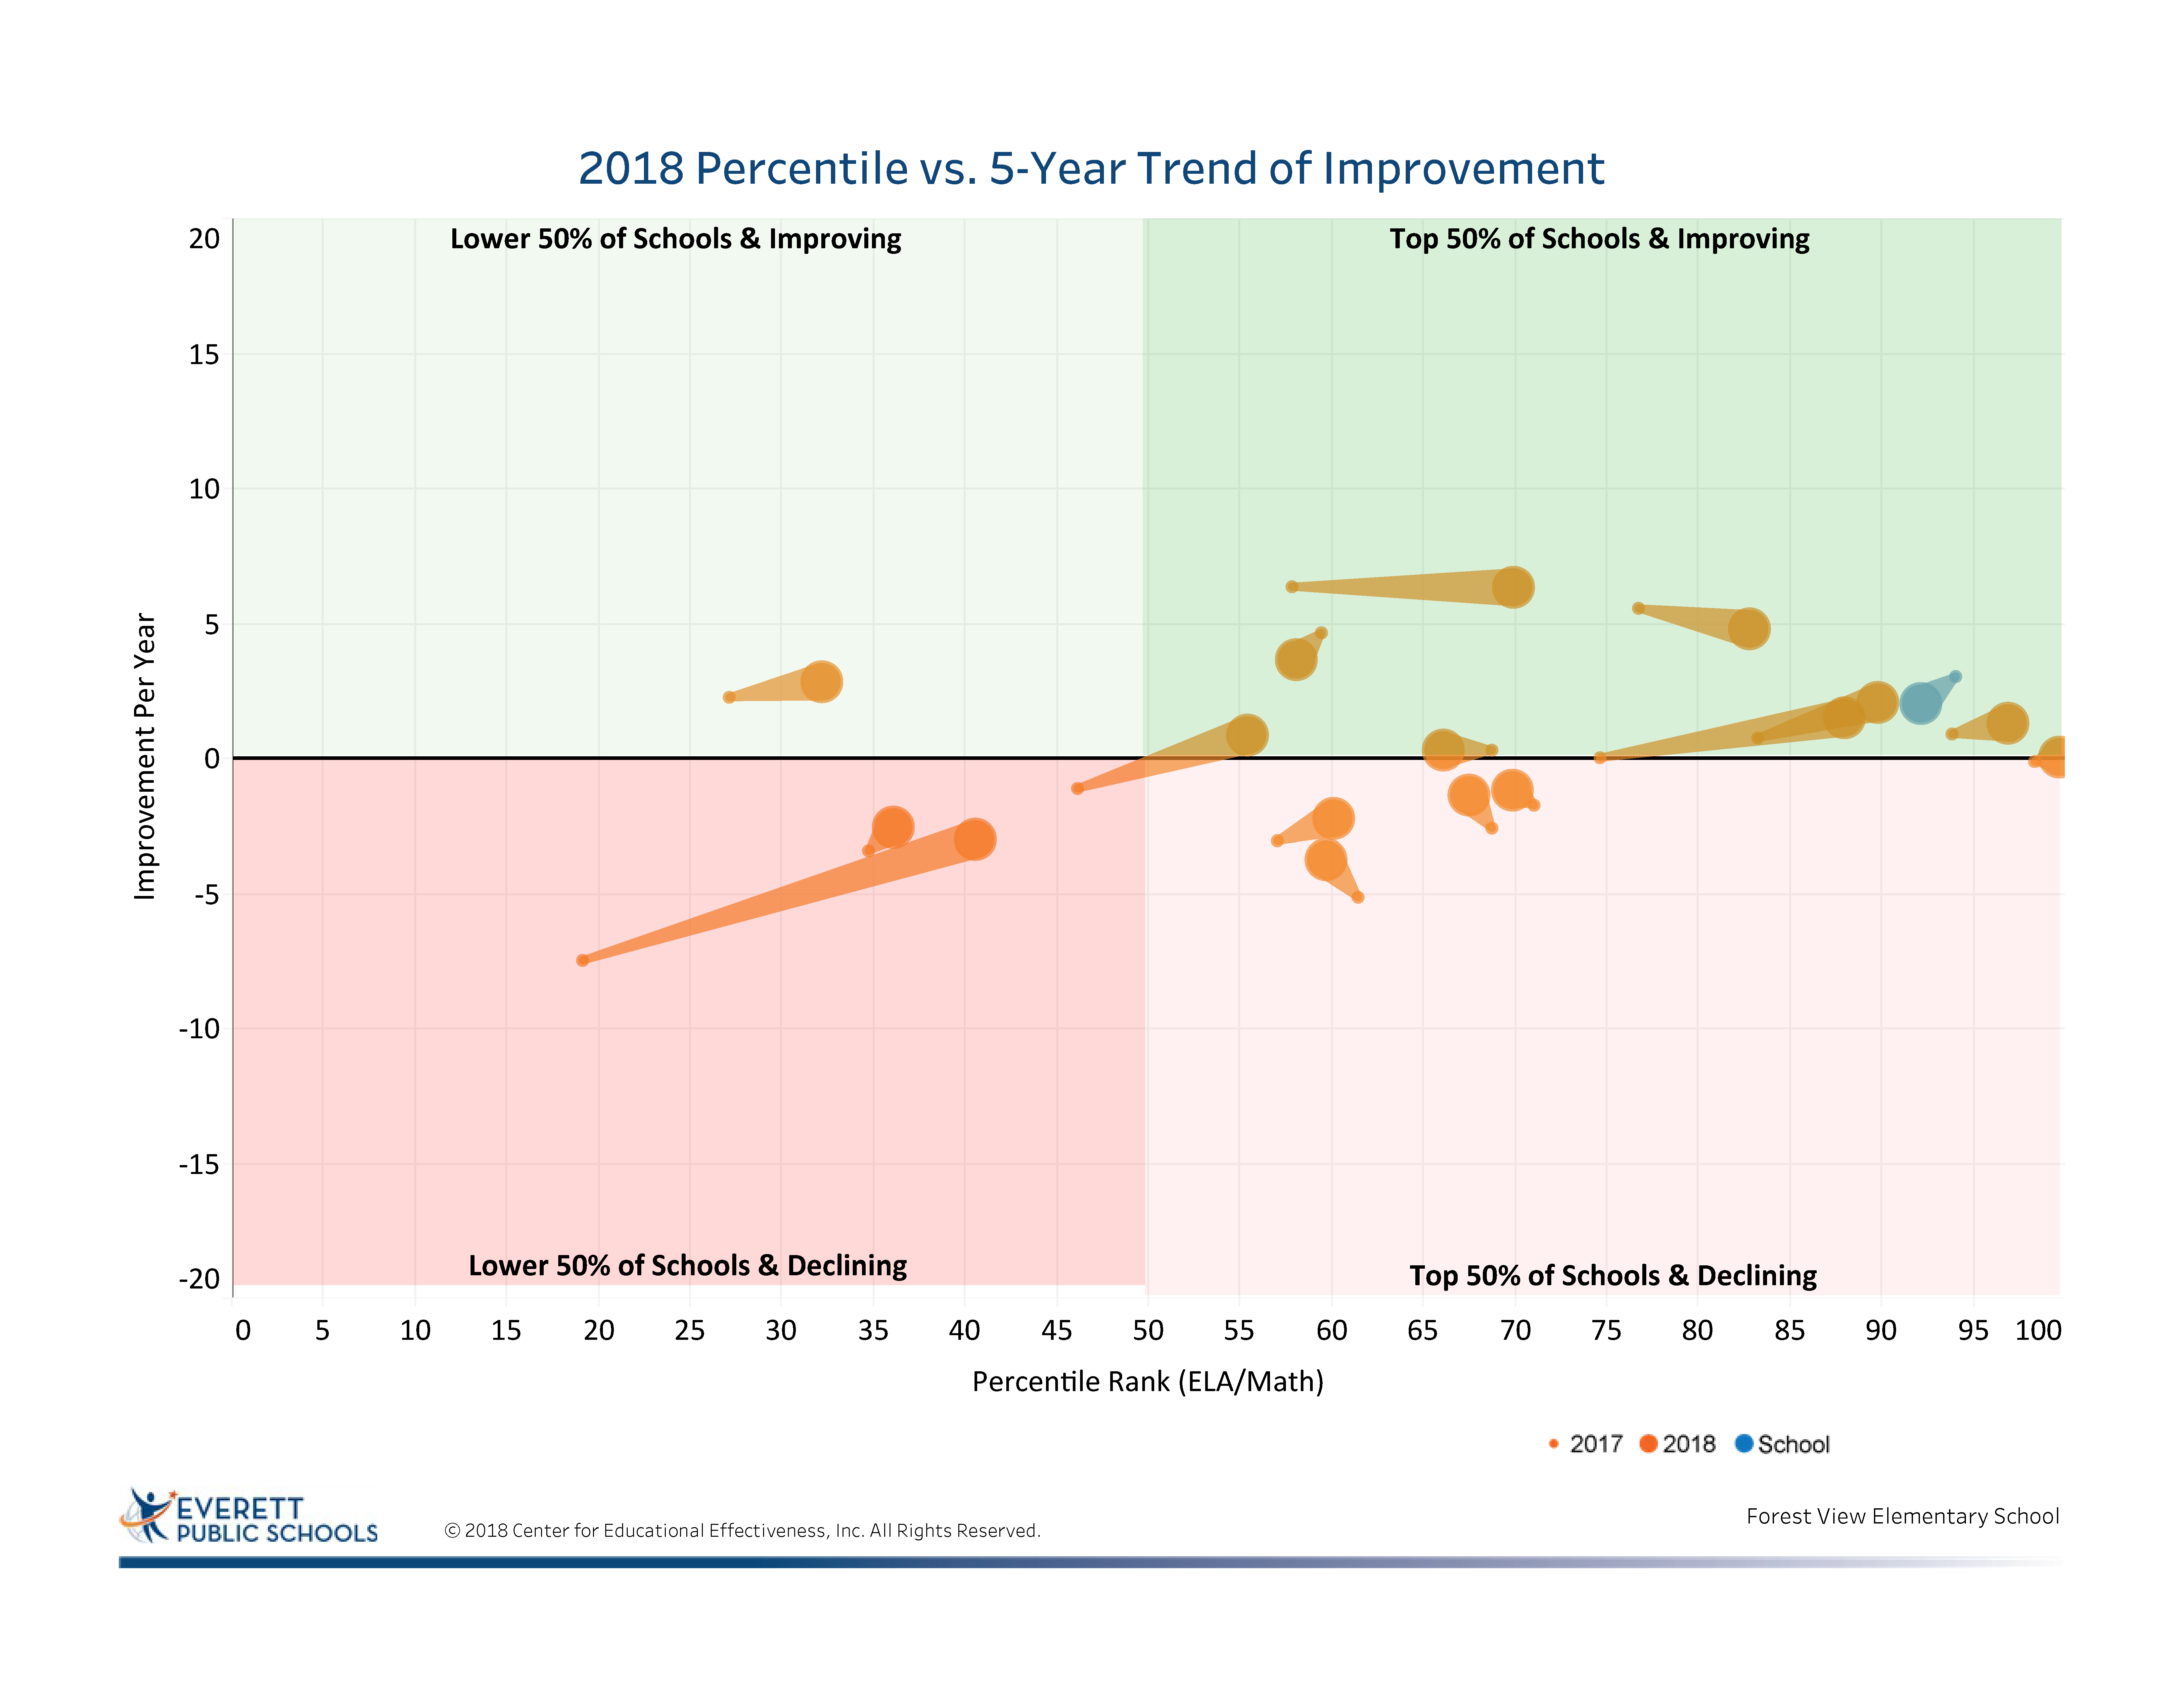 2018 Percentile vs. 5-Year Trend of Improvement
Lower 50% of Schools & Improving
Top 50% of Schools & Improving
20
15
10
5
0
-5
-10
-15
-20
Improvement Per Year
Lower 50% of Schools & Declining
Top 50% of Schools & Declining
0 5 10 15 20 25 30 35 40 45 50 55 60 65 70 75 80 85 90 95 100
Percentile Rank (ELA/Math)
2017 2018 School
EVERETT
PUBLIC SCHOOLS
© 2018 Center for Educational Effectiveness, Inc. All Rights Reserved.
Forest View Elementary School